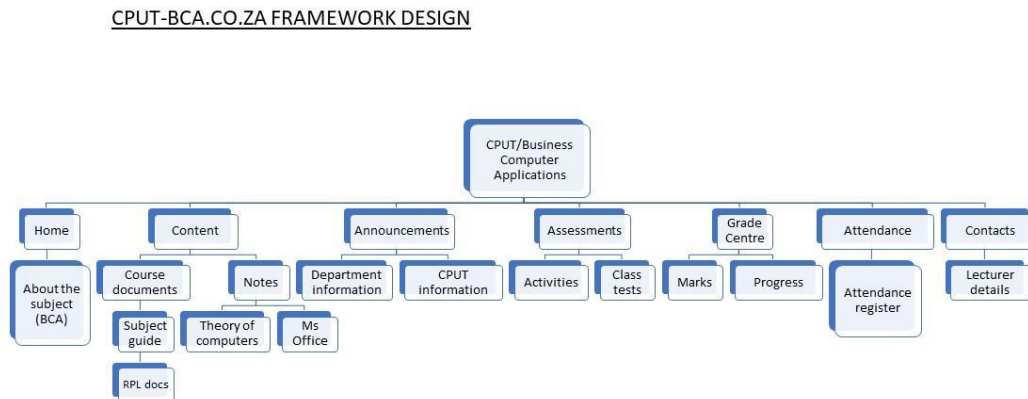 CPUT-BCA.CO.ZA FRAMEWORK DESIGN
CPUT/Business
Computer
Applications
Home
Content
Announcements
Assessments
Grade
Centre
Attendance
Contacts
About the
subject
(BCA)
Course
documents
Notes
Department
information
CPUT
information
Activities
Class
tests
Marks
Progress
Attendance
register
Lecturer
details
Subject
guide
Theory of
computers
Ms
Office
RPL docs